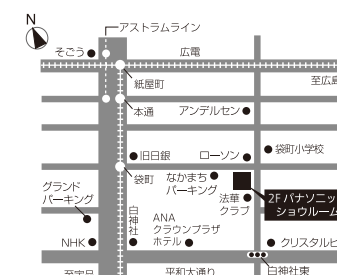 N
アストラムライン
そごう
広電
紙屋町
至広島
本通
アンデルセン
旧日銀
ローソン
袋町小学校
袋町
なかまち
パーキング
グランド
パーキング
法華
クラブ
2F パナソニッ
ショウルーム
白神社
ANA
クラウンプラザ
ホテル
NHK
クリスタルビ
平和大通り
白神社東
至宇品